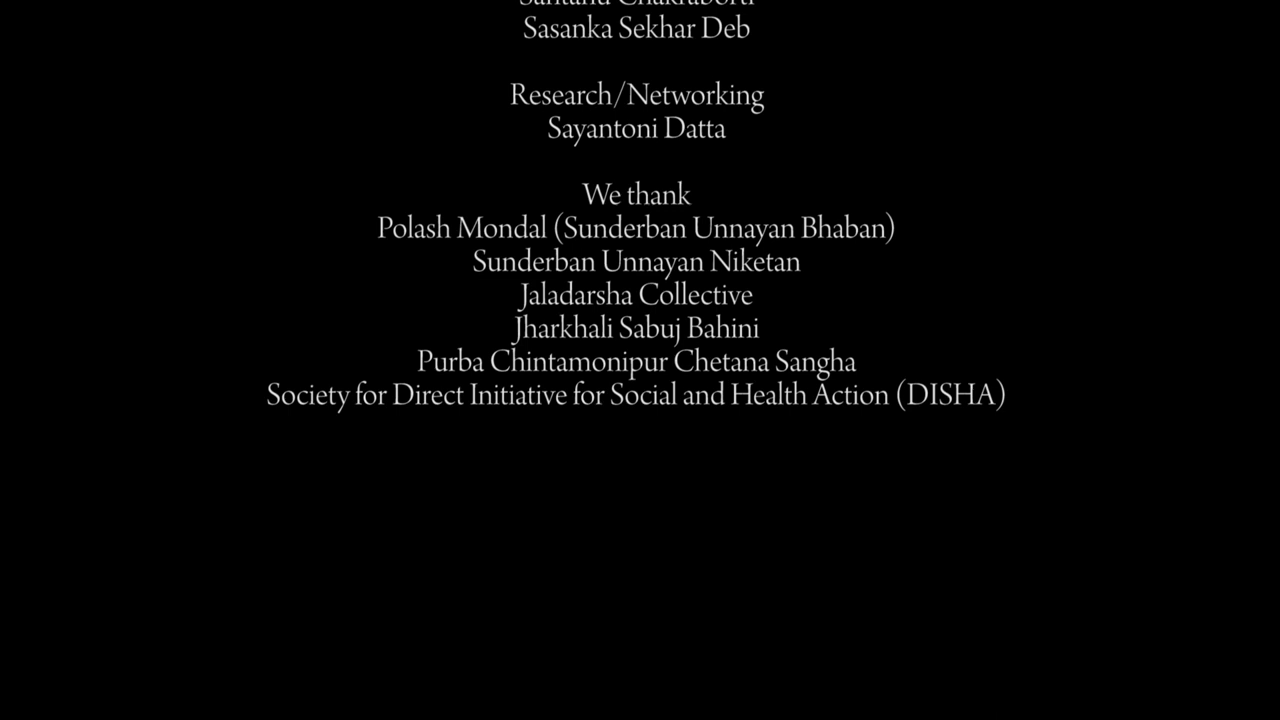 Sasanka Sekhar Deb
Research/Networking
Sayantoni Datta
We thank
Polash Mondal (Sunderban Unnayan Bhaban)
Sunderban Unnayan Niketan
Jaladarsha Collective
Jharkhali Sabuj Bahini
Purba Chintamonipur Chetana Sangha
Society for Direct Initiative for Social and Health Action (DISHA)